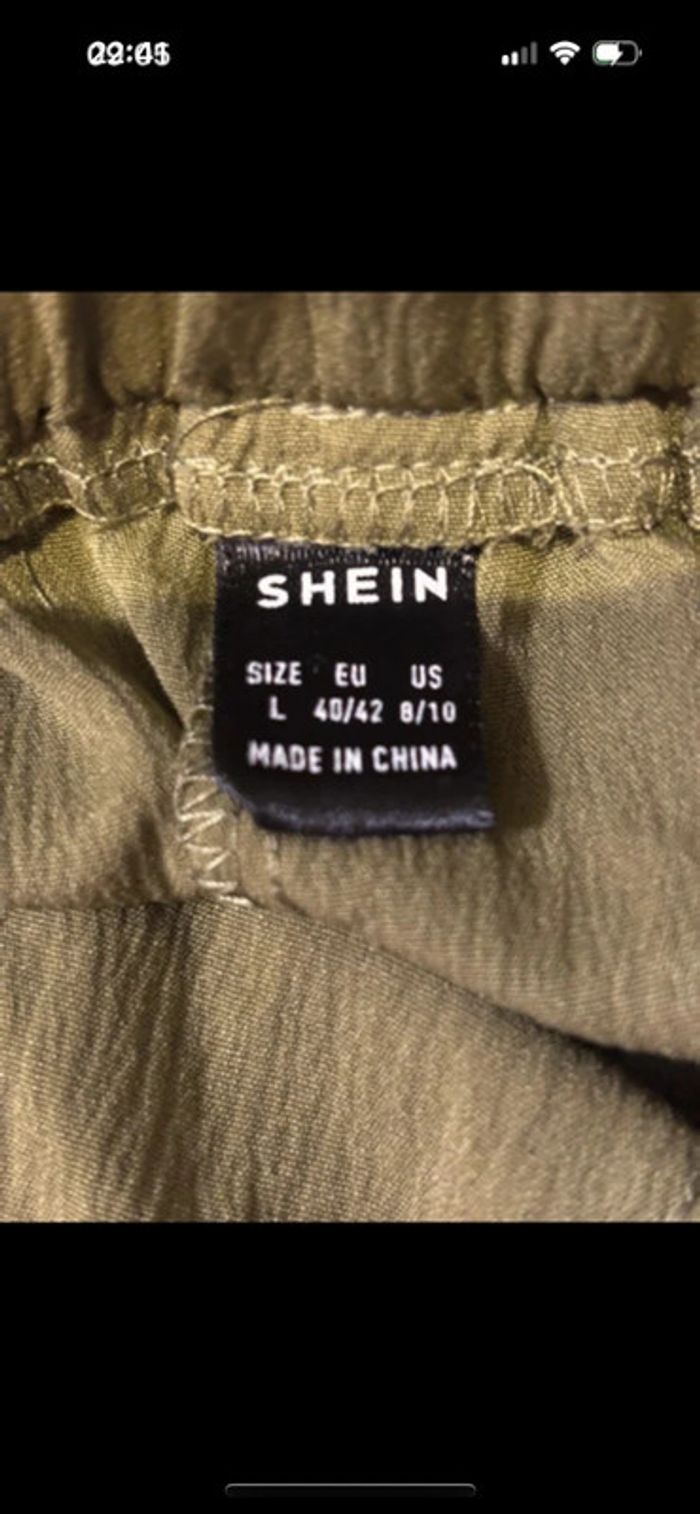 SHEIN
SIZE EU US
L 40/42 8/10
MADE IN CHINA